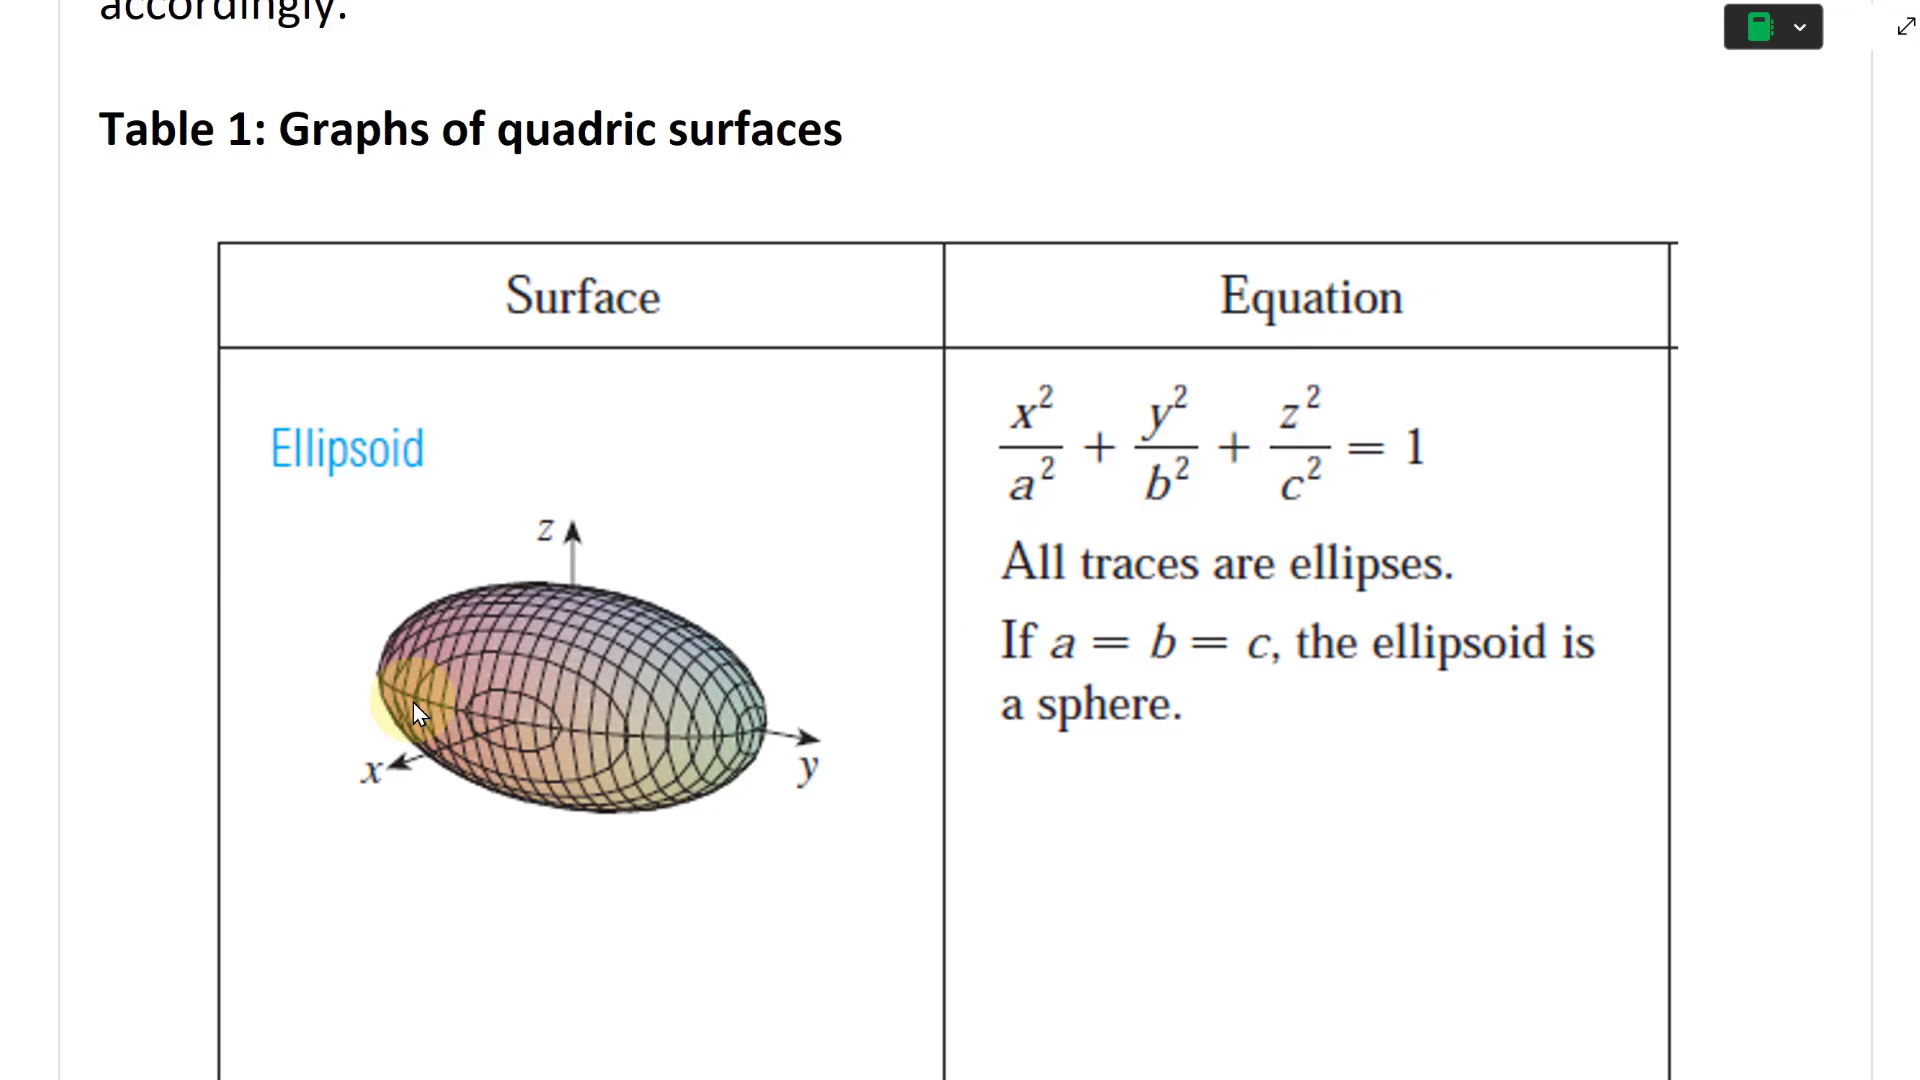 accordingly.
Table 1: Graphs of quadric surfaces
Surface
Equation
Ellipsoid
z
x
y
x²/a² + y²/b² + z²/c² = 1
All traces are ellipses.
If a = b = c, the ellipsoid is
a sphere.